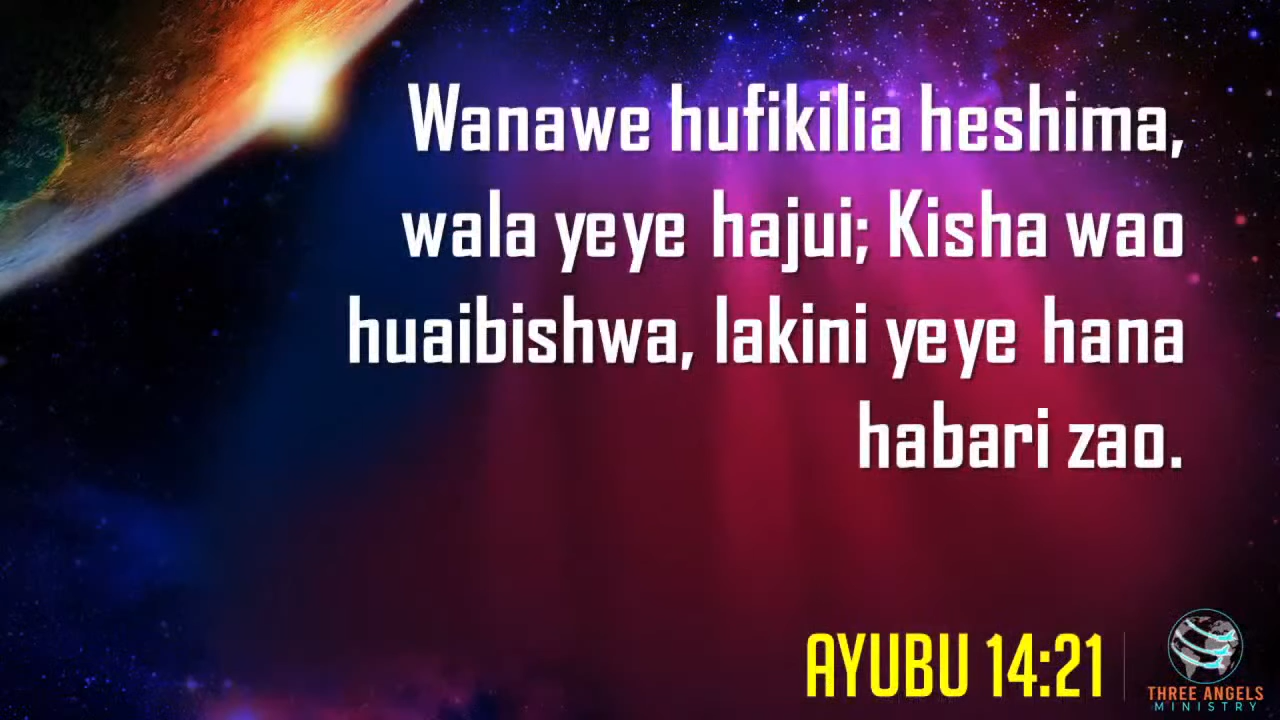 Wanawe hufikilia heshima,
wala yeye hajui; Kisha wao
huaibishwa, lakini yeye hana
habari zao.
AYUBU 14:21
THREE ANGELS
MINISTRY